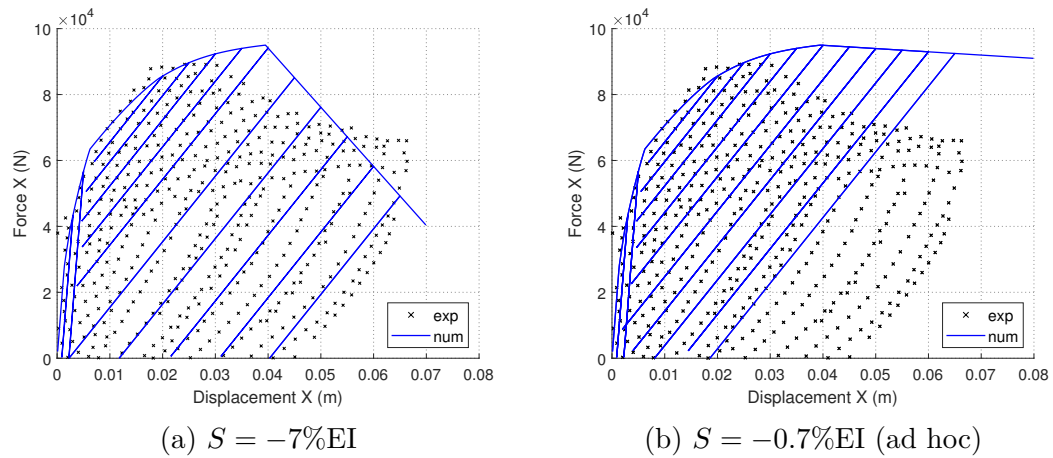 ×10⁴
10
8
6
4
2
0
Force X (N)
0 0.01 0.02 0.03 0.04 0.05 0.06 0.07 0.08
Displacement X (m)
exp
num
(a) S = −7%EI
×10⁴
10
8
6
4
2
0
Force X (N)
0 0.01 0.02 0.03 0.04 0.05 0.06 0.07 0.08
Displacement X (m)
exp
num
(b) S = −0.7%EI (ad hoc)